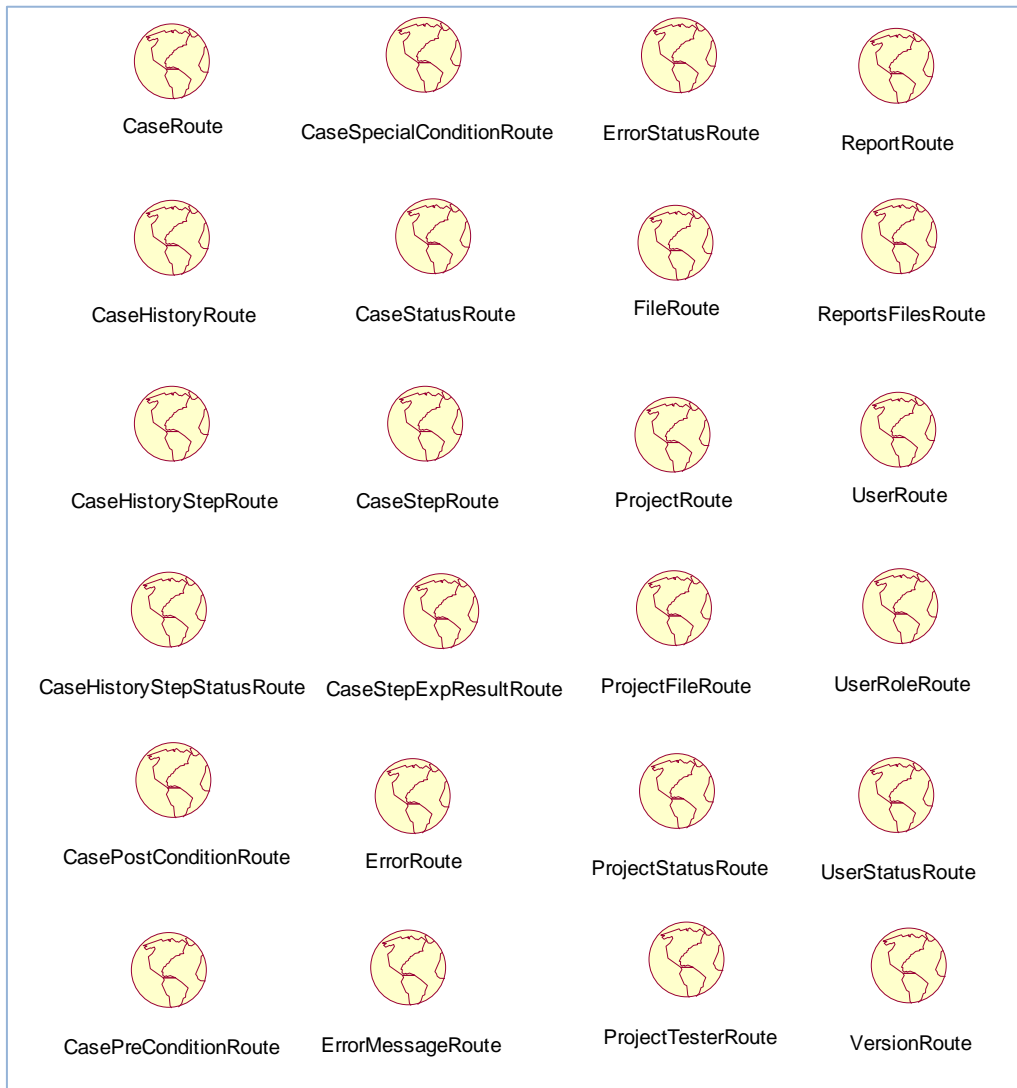 CaseRoute
CaseSpecialConditionRoute
ErrorStatusRoute
ReportRoute
CaseHistoryRoute
CaseStatusRoute
FileRoute
ReportsFilesRoute
CaseHistoryStepRoute
CaseStepRoute
ProjectRoute
UserRoute
CaseHistoryStepStatusRoute
CaseStepExpResultRoute
ProjectFileRoute
UserRoleRoute
CasePostConditionRoute
ErrorRoute
ProjectStatusRoute
UserStatusRoute
CasePreConditionRoute
ErrorMessageRoute
ProjectTesterRoute
VersionRoute